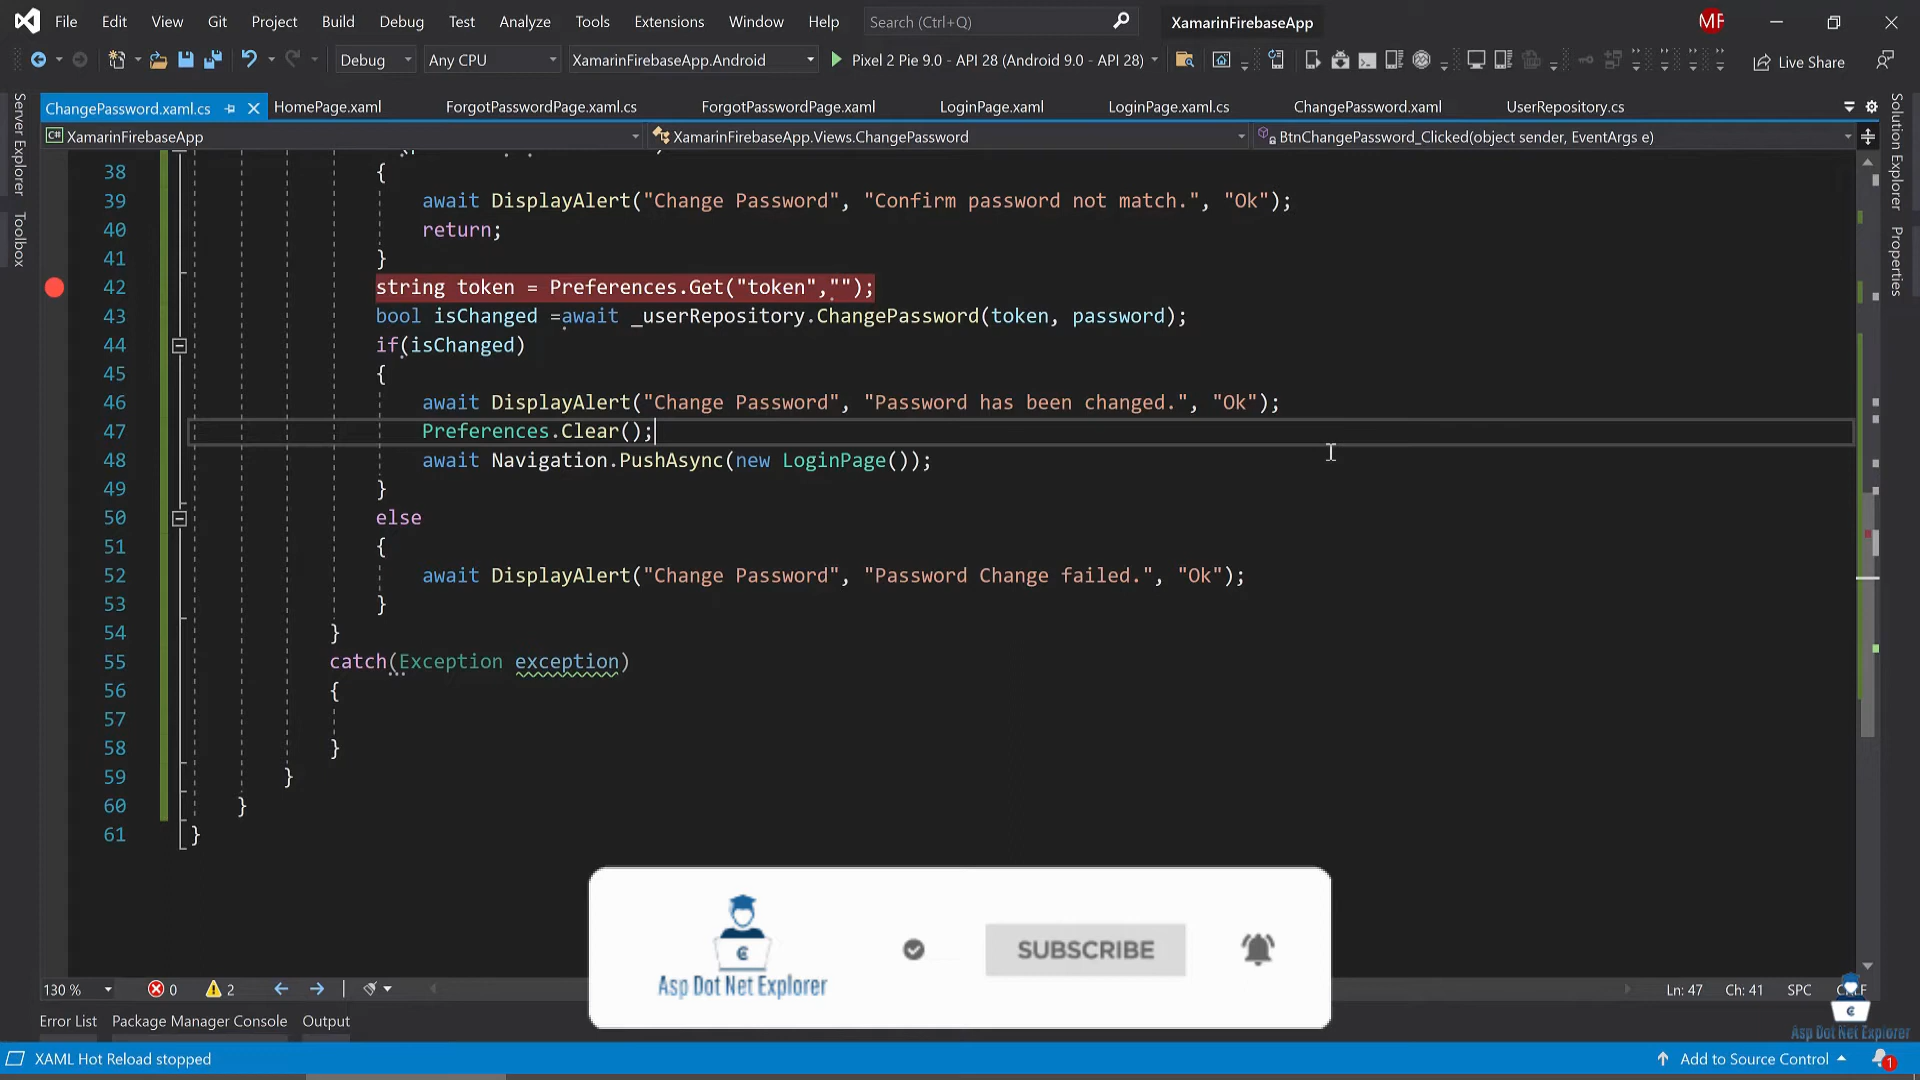 File Edit View Git Project Build Debug Test Analyze Tools Extensions Window Help Search (Ctrl+Q) XamarinFirebaseApp MF
Debug Any CPU XamarinFirebaseApp.Android Pixel 2 Pie 9.0 - API 28 (Android 9.0 - API 28) Live Share
ChangePassword.xaml.cs HomePage.xaml ForgotPasswordPage.xaml.cs ForgotPasswordPage.xaml LoginPage.xaml LoginPage.xaml.cs ChangePassword.xaml UserRepository.cs
C# XamarinFirebaseApp XamarinFirebaseApp.Views.ChangePassword BtnChangePassword_Clicked(object sender, EventArgs e)
Server Explorer
Toolbox
Solution Explorer
Properties
38 {
39 await DisplayAlert("Change Password", "Confirm password not match.", "Ok");
40 return;
41 }
42 string token = Preferences.Get("token","");
43 bool isChanged =await _userRepository.ChangePassword(token, password);
44 if(isChanged)
45 {
46 await DisplayAlert("Change Password", "Password has been changed.", "Ok");
47 Preferences.Clear();
48 await Navigation.PushAsync(new LoginPage());
49 }
50 else
51 {
52 await DisplayAlert("Change Password", "Password Change failed.", "Ok");
53 }
54 }
55 catch(Exception exception)
56 {
57
58 }
59 }
60 }
61 }
SUBSCRIBE
Asp Dot Net Explorer
130 % 0 2 Ln: 47 Ch: 41 SPC
Asp Dot Net Explorer
Error List Package Manager Console Output
XAML Hot Reload stopped Add to Source Control 1